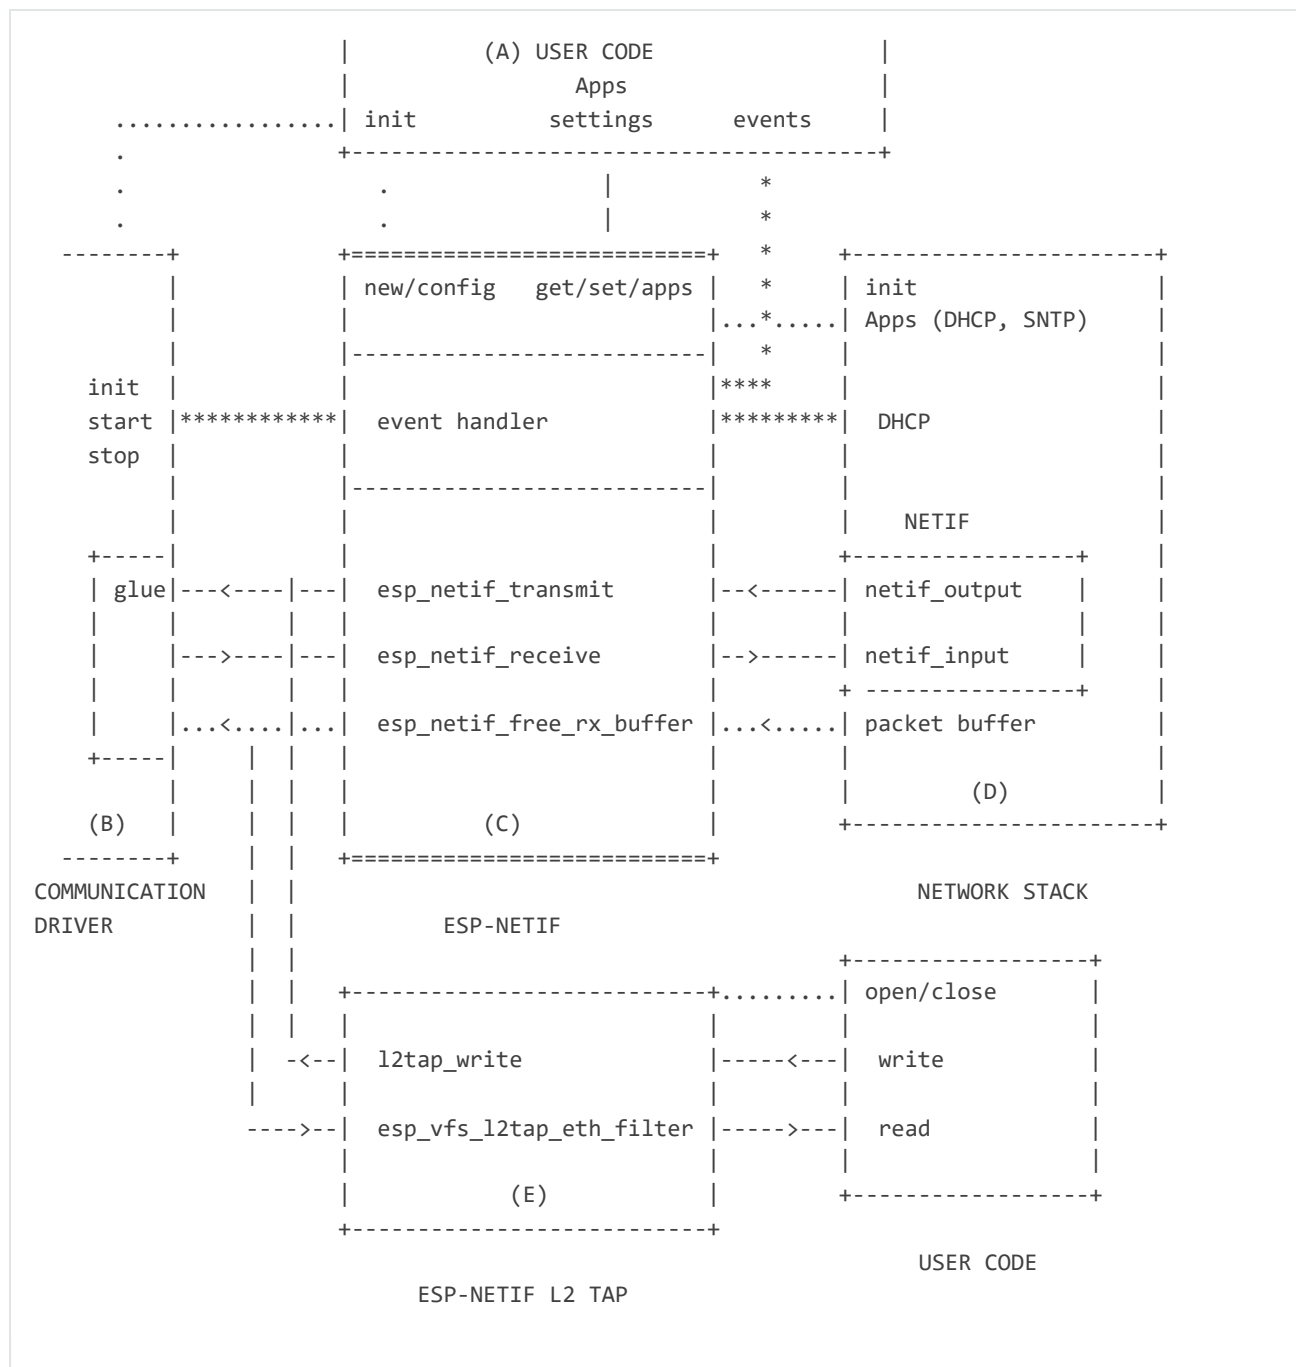 |          (A) USER CODE                 |
                        |                 Apps                   |
       .................| init          settings      events     |
       .                +----------------------------------------+
       .                   .                |           *
       .                   .                |           *
   --------+            +===========================+   *     +-----------------------+
           |            | new/config   get/set/apps |   *     | init                  |
           |            |                           |...*.....| Apps (DHCP, SNTP)     |
           |            |---------------------------|   *     |                       |
     init  |            |                           |****     |                       |
     start |************|  event handler            |*********|  DHCP                 |
     stop  |            |                           |         |                       |
           |            |---------------------------|         |                       |
           |            |                           |         |    NETIF              |
     +-----|            |                           |         +-----------------+     |
     | glue|---<----|---|  esp_netif_transmit       |--<------| netif_output    |     |
     |     |        |   |                           |         |                 |     |
     |     |--->----|---|  esp_netif_receive        |-->------| netif_input     |     |
     |     |        |   |                           |         + ----------------+     |
     |     |...<....|...|  esp_netif_free_rx_buffer |...<.....| packet buffer         |
     +-----|     |  |   |                           |         |                       |
           |     |  |   |                           |         |         (D)           |
     (B)   |     |  |   |          (C)              |         +-----------------------+
   --------+     |  |   +===========================+
 COMMUNICATION   |  |                                               NETWORK STACK
 DRIVER          |  |           ESP-NETIF
                 |  |                                         +------------------+
                 |  |   +---------------------------+.........| open/close       |
                 |  |   |                           |         |                  |
                 |  -<--|  l2tap_write              |-----<---|  write           |
                 |      |                           |         |                  |
                 ---->--|  esp_vfs_l2tap_eth_filter |----->---|  read            |
                        |                           |         |                  |
                        |            (E)            |         +------------------+
                        +---------------------------+
                                                                    USER CODE
                              ESP-NETIF L2 TAP